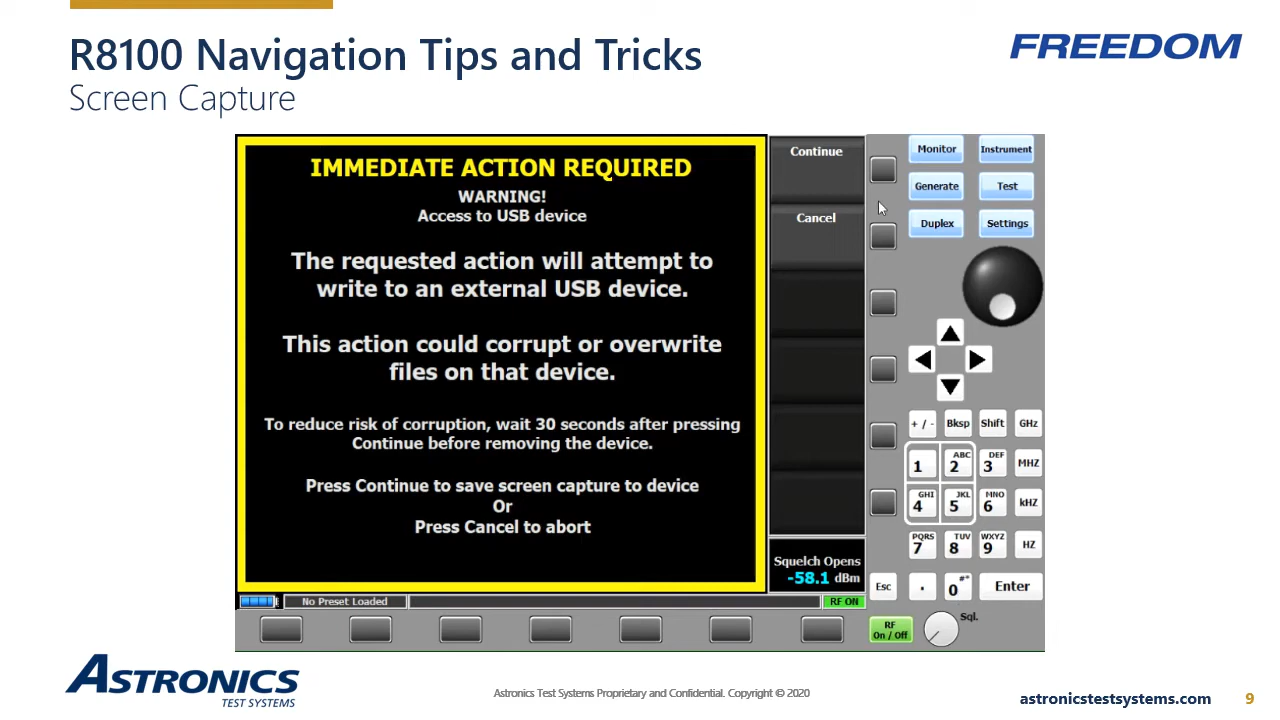 R8100 Navigation Tips and Tricks
Screen Capture
FREEDOM
IMMEDIATE ACTION REQUIRED
WARNING!
Access to USB device
The requested action will attempt to
write to an external USB device.
This action could corrupt or overwrite
files on that device.
To reduce risk of corruption, wait 30 seconds after pressing
Continue before removing the device.
Press Continue to save screen capture to device
Or
Press Cancel to abort
Continue
Cancel
Squelch Opens
-58.1 dBm
No Preset Loaded
RF ON
Monitor
Instrument
Generate
Test
Duplex
Settings
+ / -
Bksp
Shift
GHz
1
ABC
2
DEF
3
MHZ
GHI
4
JKL
5
MNO
6
kHZ
PQRS
7
TUV
8
WXYZ
9
HZ
Esc
.
#*
0
Enter
RF
On / Off
Sql.
ASTRONICS
TEST SYSTEMS
Astronics Test Systems Proprietary and Confidential. Copyright © 2020
astronicstestsystems.com
9